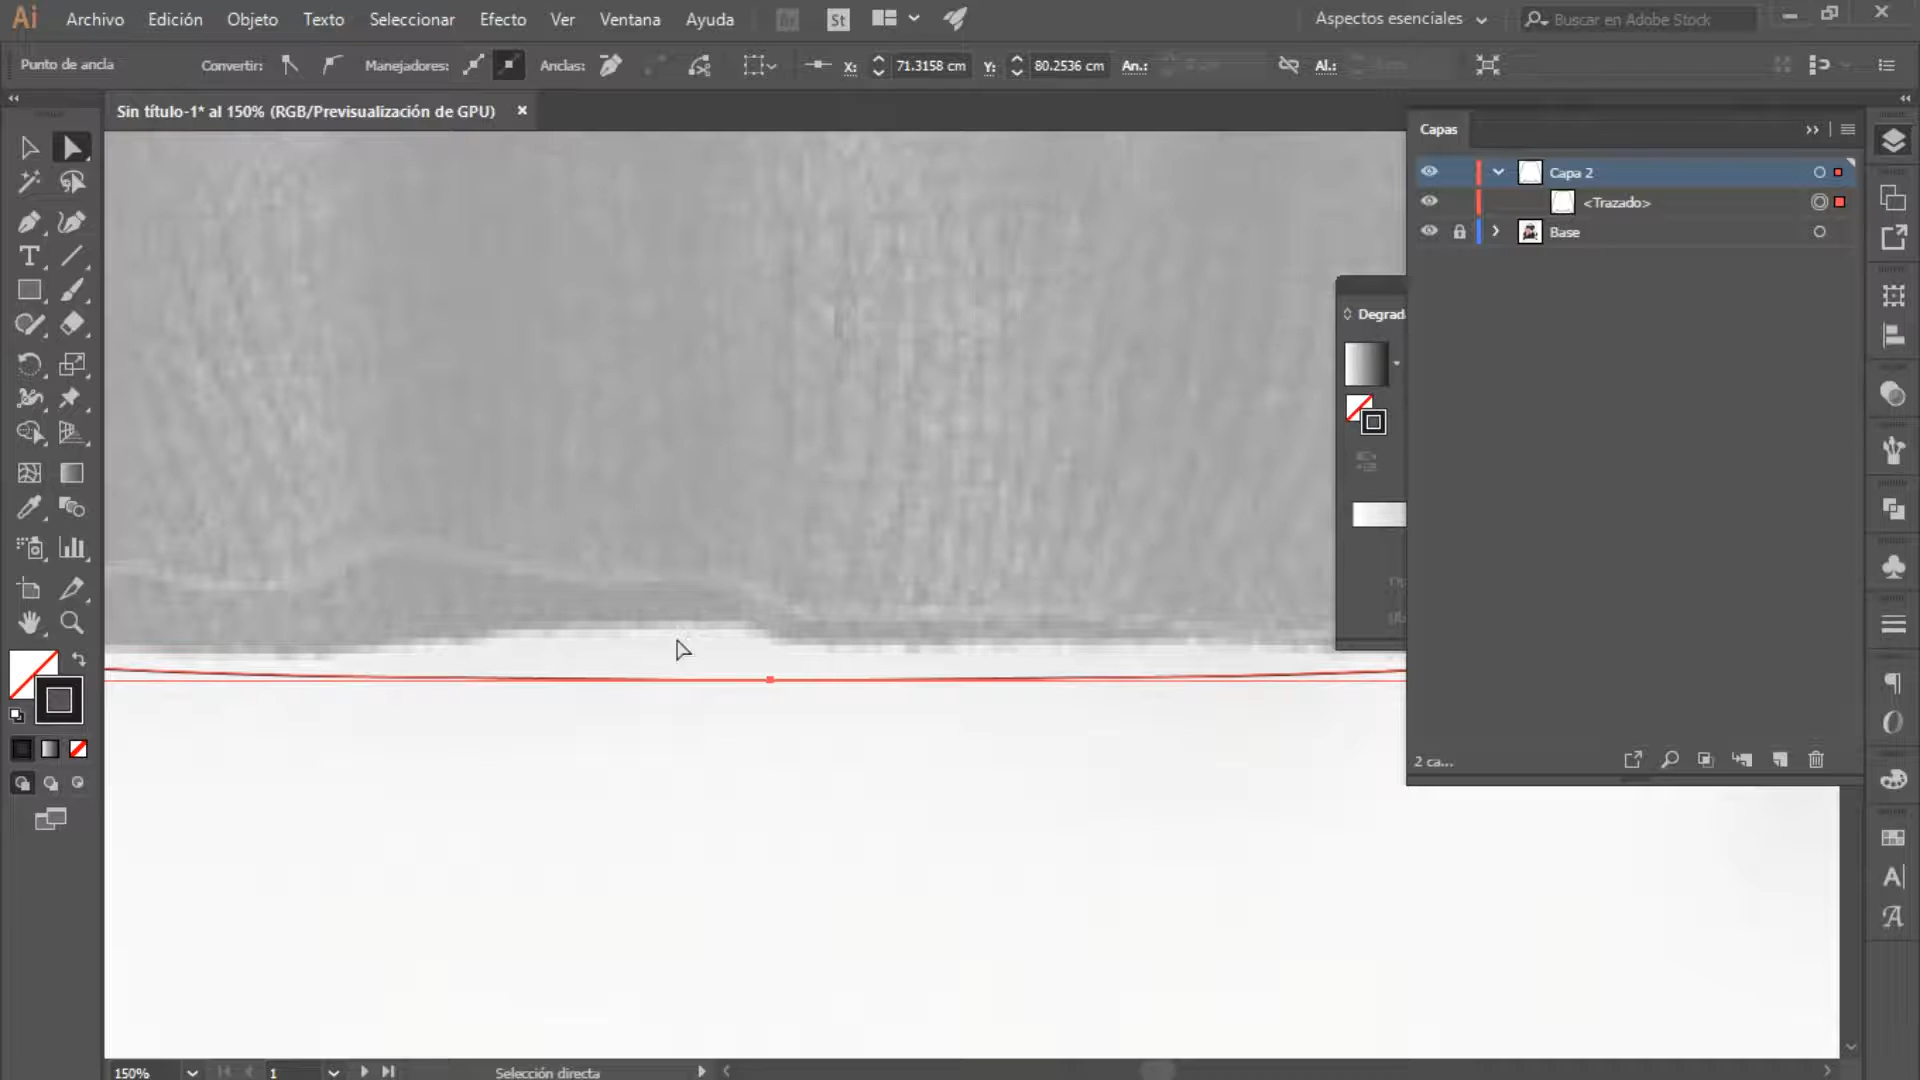 Ai Archivo Edición Objeto Texto Seleccionar Efecto Ver Ventana Ayuda Br St Aspectos esenciales Buscar en Adobe Stock
Punto de ancla Convertir: Manejadores: Anclas: X: 71.3158 cm Y: 80.2536 cm An.: Al.:
Sin título-1* al 150% (RGB/Previsualización de GPU) ×
Capas
Capa 2
<Trazado>
Base
Degrad
2 ca...
150% 1 Selección directa